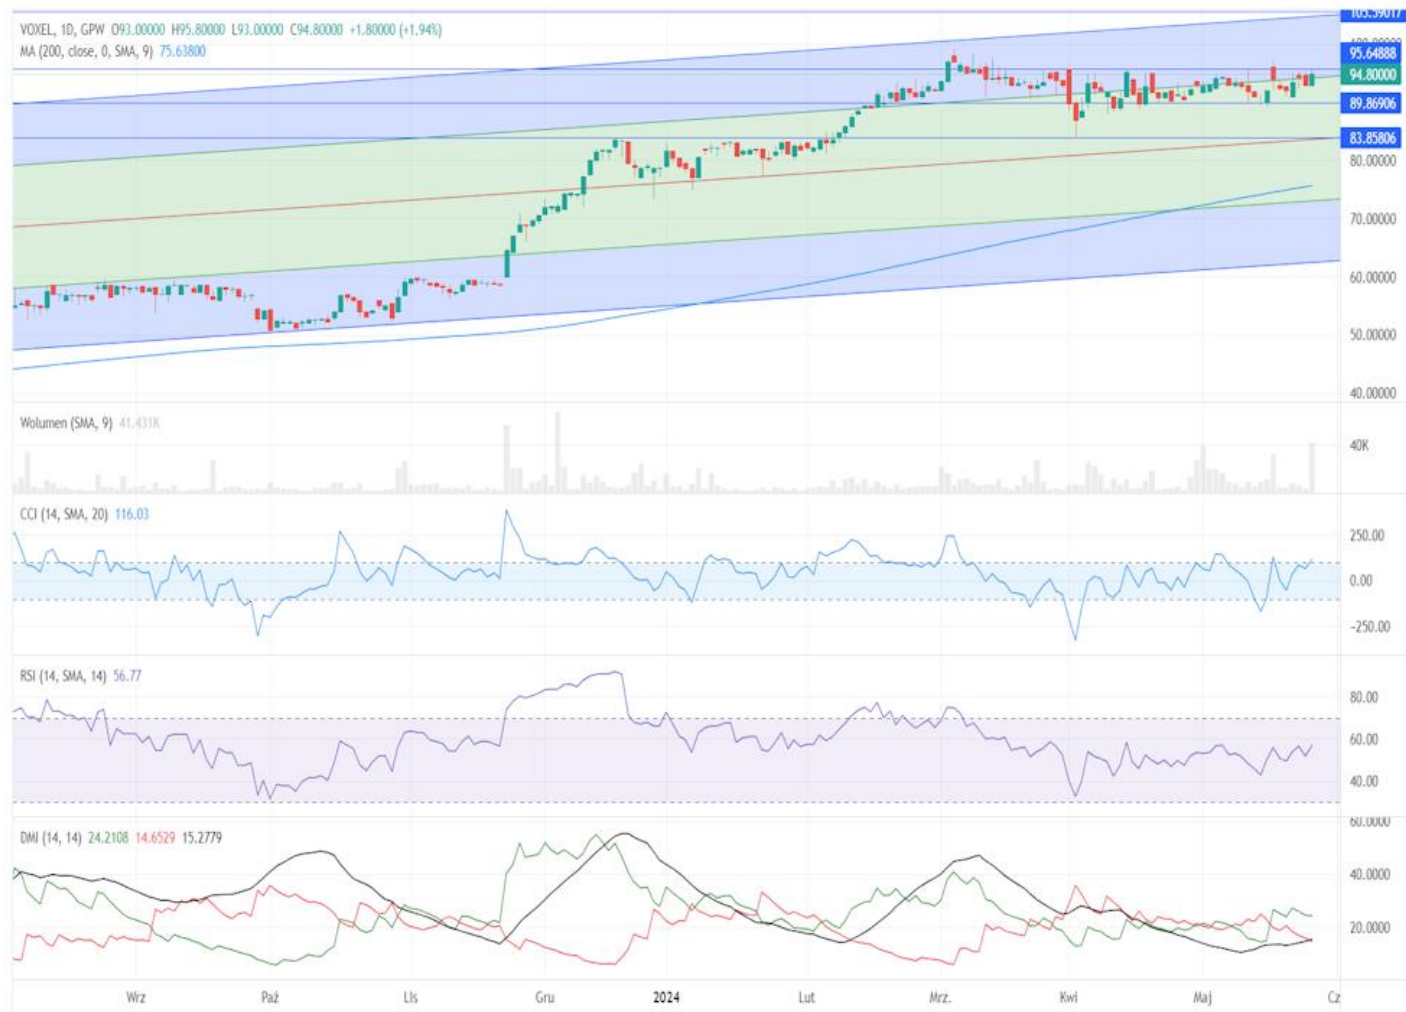 VOXEL, 1D, GPW O93.00000 H95.80000 L93.00000 C94.80000 +1.80000 (+1.94%)
MA (200, close, 0, SMA, 9) 75.63800
105.59017
95.64888
94.80000
89.86906
83.85806
80.00000
70.00000
60.00000
50.00000
40.00000
Wolumen (SMA, 9) 41.431K
40K
CCI (14, SMA, 20) 116.03
250.00
0.00
−250.00
RSI (14, SMA, 14) 56.77
80.00
60.00
40.00
DMI (14, 14) 24.2108 14.6529 15.2779
60.0000
40.0000
20.0000
Wrz Paź Lis Gru 2024 Lut Mrz. Kwi Maj Cz